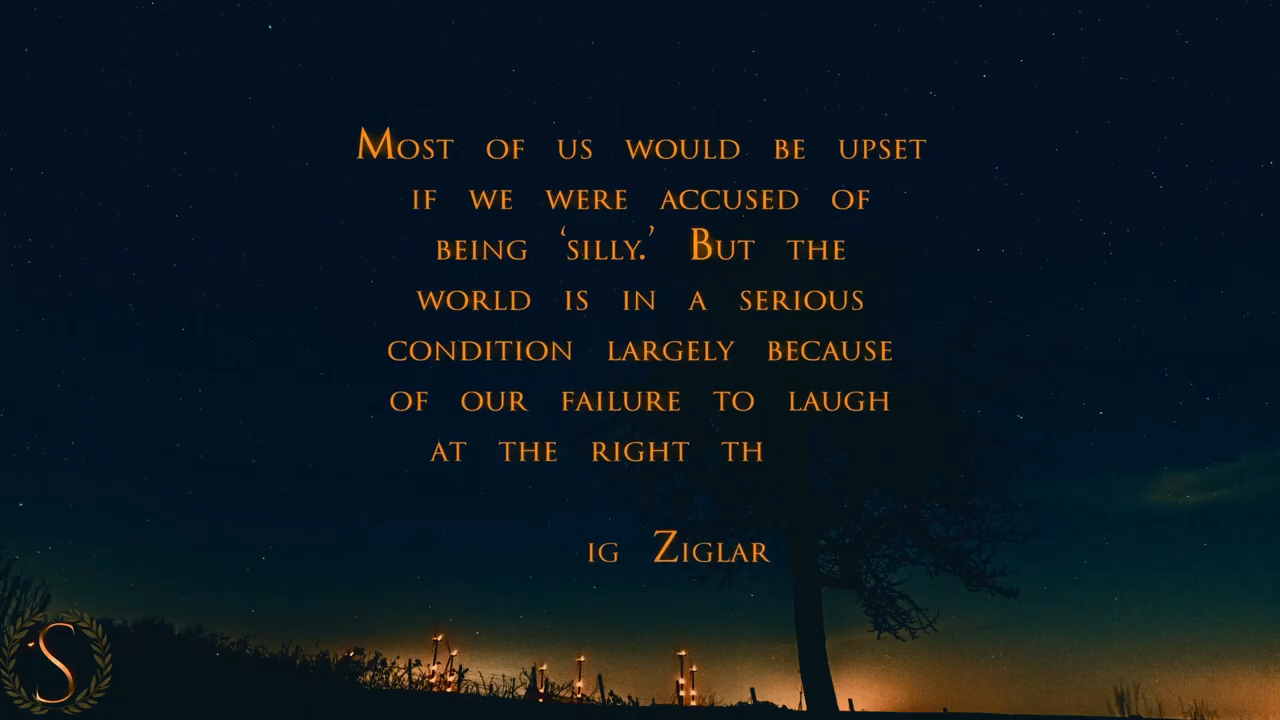 Most of us would be upset
if we were accused of
being ‘silly.’ But the
world is in a serious
condition largely because
of our failure to laugh
at the right th
ig Ziglar
S